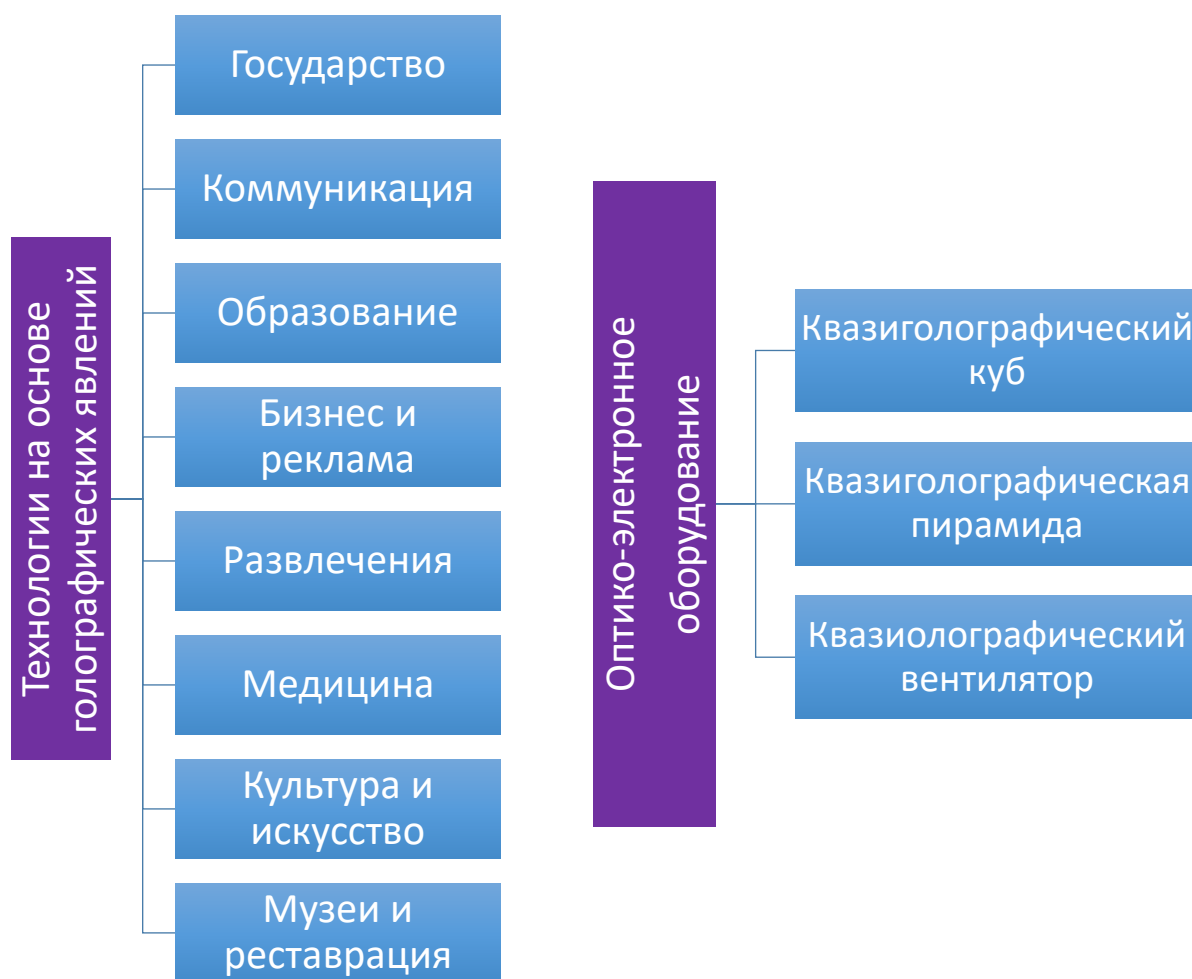 Технологии на основе
голографических явлений
Государство
Коммуникация
Образование
Бизнес и
реклама
Развлечения
Медицина
Культура и
искусство
Музеи и
реставрация
Оптико-электронное
оборудование
Квазиголографический
куб
Квазиголографическая
пирамида
Квазиолографический
вентилятор